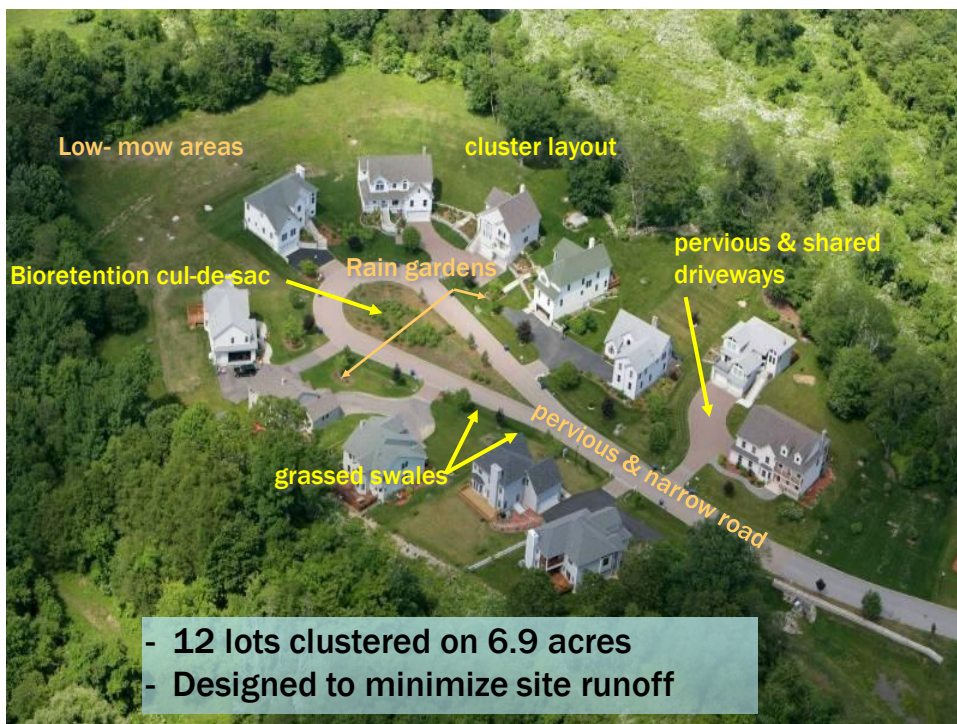 Low- mow areas
cluster layout
pervious & shared
driveways
Rain gardens
Bioretention cul-de-sac
pervious & narrow road
grassed swales
- 12 lots clustered on 6.9 acres
- Designed to minimize site runoff